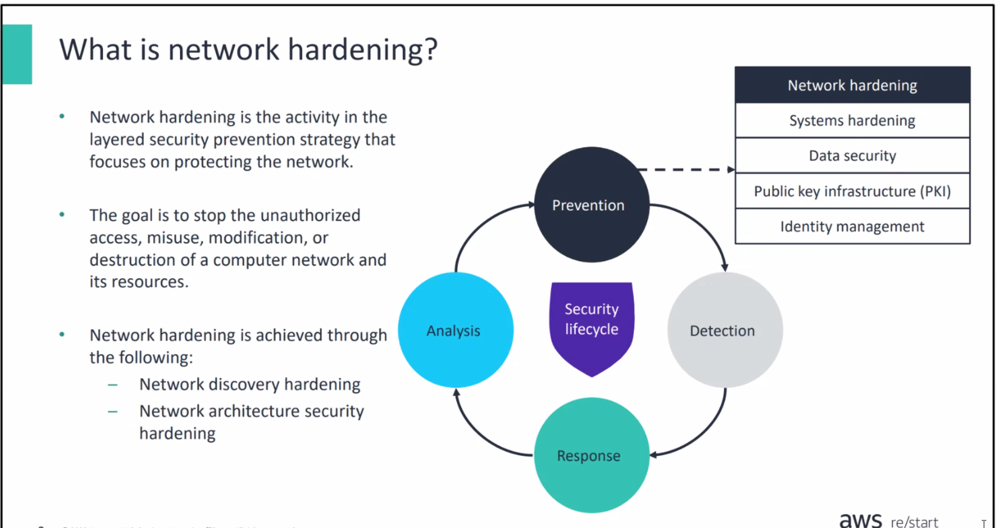 What is network hardening?
• Network hardening is the activity in the
layered security prevention strategy that
focuses on protecting the network.
• The goal is to stop the unauthorized
access, misuse, modification, or
destruction of a computer network and
its resources.
• Network hardening is achieved through
the following:
– Network discovery hardening
– Network architecture security
hardening
Network hardening
Systems hardening
Data security
Public key infrastructure (PKI)
Identity management
Prevention
Security
lifecycle
Analysis
Detection
Response
aws re/start